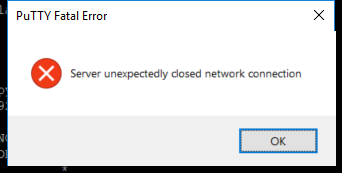 PuTTY Fatal Error
Server unexpectedly closed network connection
OK